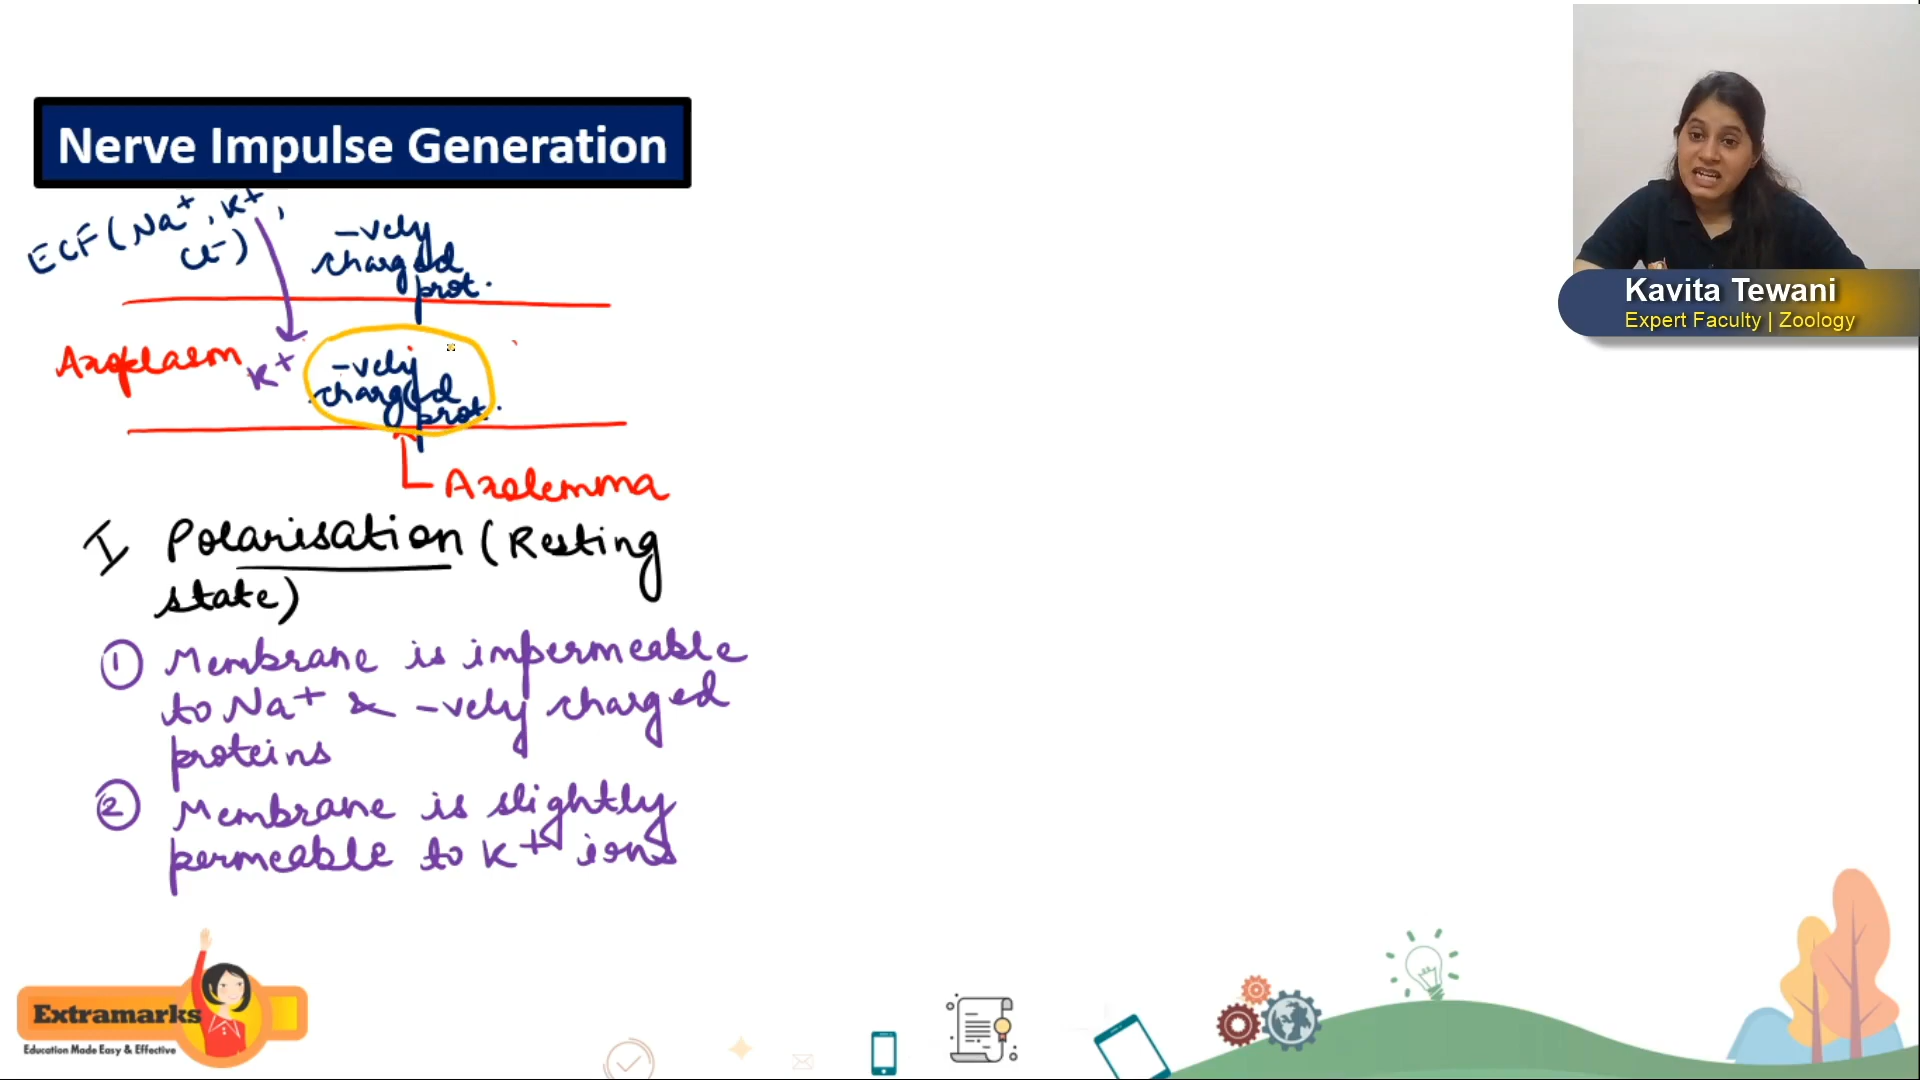 Nerve Impulse Generation
ECF (Na⁺, K⁺,
Cl⁻)
-vely
charged
prot.
Axoplasm
K⁺
-vely
charged
prot.
Axolemma
I Polarisation (Resting
state)
① Membrane is impermeable
to Na⁺ & -vely charged
proteins
② Membrane is slightly
permeable to K⁺ ions
Kavita Tewani
Expert Faculty | Zoology
Extramarks
Education Made Easy & Effective